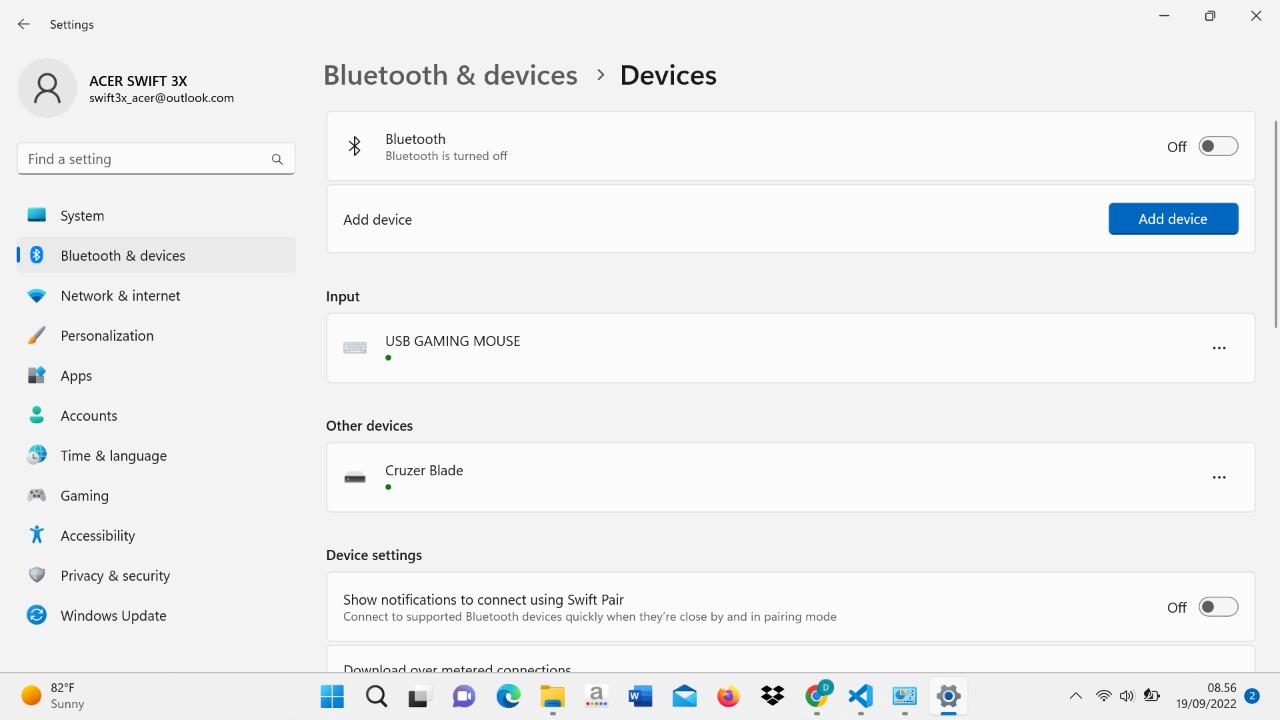 Settings
ACER SWIFT 3X
swift3x_acer@outlook.com
Find a setting
System
Bluetooth & devices
Network & internet
Personalization
Apps
Accounts
Time & language
Gaming
Accessibility
Privacy & security
Windows Update
Bluetooth & devices > Devices
Bluetooth
Bluetooth is turned off
Off
Add device
Add device
Input
USB GAMING MOUSE
Other devices
Cruzer Blade
Device settings
Show notifications to connect using Swift Pair
Connect to supported Bluetooth devices quickly when they're close by and in pairing mode
Off
Download over metered connections
82°F
Sunny
a
W
D
08.56
19/09/2022
2